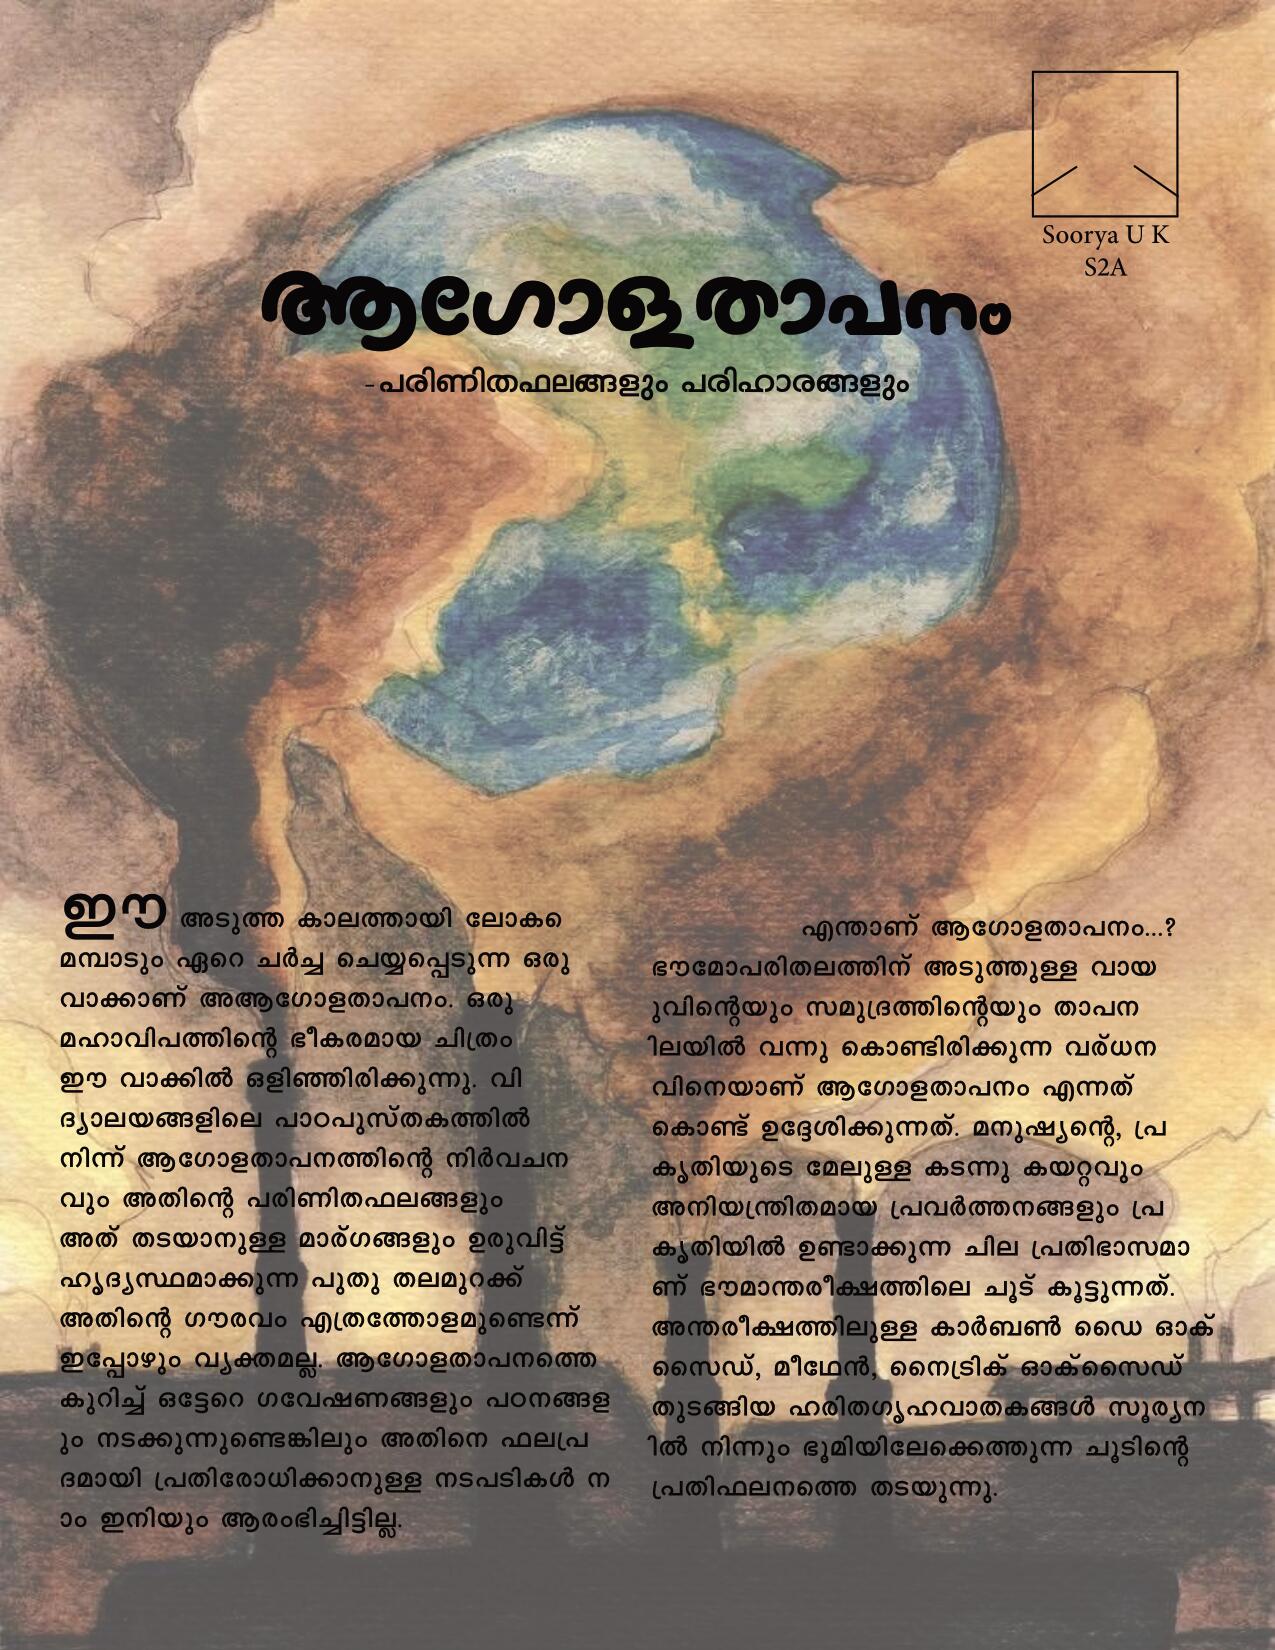 Soorya U K
S2A
ആഗോളതാപനം
-പരിണിതഫലങ്ങളും പരിഹാരങ്ങളും
ഈ അടുത്ത കാലത്തായി ലോകെ
മമ്പാടും ഏറെ ചർച്ച ചെയ്യപ്പെടുന്ന ഒരു
വാക്കാണ് അആഗോളതാപനം. ഒരു
മഹാവിപത്തിന്റെ ഭീകരമായ ചിത്രം
ഈ വാക്കിൽ ഒളിഞ്ഞിരിക്കുന്നു. വി
ദ്യാലയങ്ങളിലെ പാഠപുസ്തകത്തിൽ
നിന്ന് ആഗോളതാപനത്തിന്റെ നിർവചന
വും അതിന്റെ പരിണിതഫലങ്ങളും
അത് തടയാനുള്ള മാര്ഗങ്ങളും ഉരുവിട്ട്
ഹൃദ്യസ്ഥമാക്കുന്ന പുതു തലമുറക്ക്
അതിന്റെ ഗൗരവം എത്രത്തോളമുണ്ടെന്ന്
ഇപ്പോഴും വ്യക്തമല്ല. ആഗോളതാപനത്തെ
കുറിച്ച് ഒട്ടേറെ ഗവേഷണങ്ങളും പഠനങ്ങള
ും നടക്കുന്നുണ്ടെങ്കിലും അതിനെ ഫലപ്ര
ദമായി പ്രതിരോധിക്കാനുള്ള നടപടികൾ ന
ാം ഇനിയും ആരംഭിച്ചിട്ടില്ല.
എന്താണ് ആഗോളതാപനം...?
ഭൗമോപരിതലത്തിന് അടുത്തുള്ള വായ
ുവിന്റെയും സമുദ്രത്തിന്റെയും താപന
ിലയിൽ വന്നു കൊണ്ടിരിക്കുന്ന വര്ധന
വിനെയാണ് ആഗോളതാപനം എന്നത്
കൊണ്ട് ഉദ്ദേശിക്കുന്നത്. മനുഷ്യന്റെ, പ്ര
കൃതിയുടെ മേലുള്ള കടന്നു കയറ്റവും
അനിയന്ത്രിതമായ പ്രവർത്തനങ്ങളും പ്ര
കൃതിയിൽ ഉണ്ടാക്കുന്ന ചില പ്രതിഭാസമാ
ണ് ഭൗമാന്തരീക്ഷത്തിലെ ചൂട് കൂട്ടുന്നത്.
അന്തരീക്ഷത്തിലുള്ള കാർബൺ ഡൈ ഓക്
സൈഡ്, മീഥേൻ, നൈട്രിക് ഓക്സൈഡ്
തുടങ്ങിയ ഹരിതഗൃഹവാതകങ്ങൾ സൂര്യന
ിൽ നിന്നും ഭൂമിയിലേക്കെത്തുന്ന ചൂടിന്റെ
പ്രതിഫലനത്തെ തടയുന്നു.